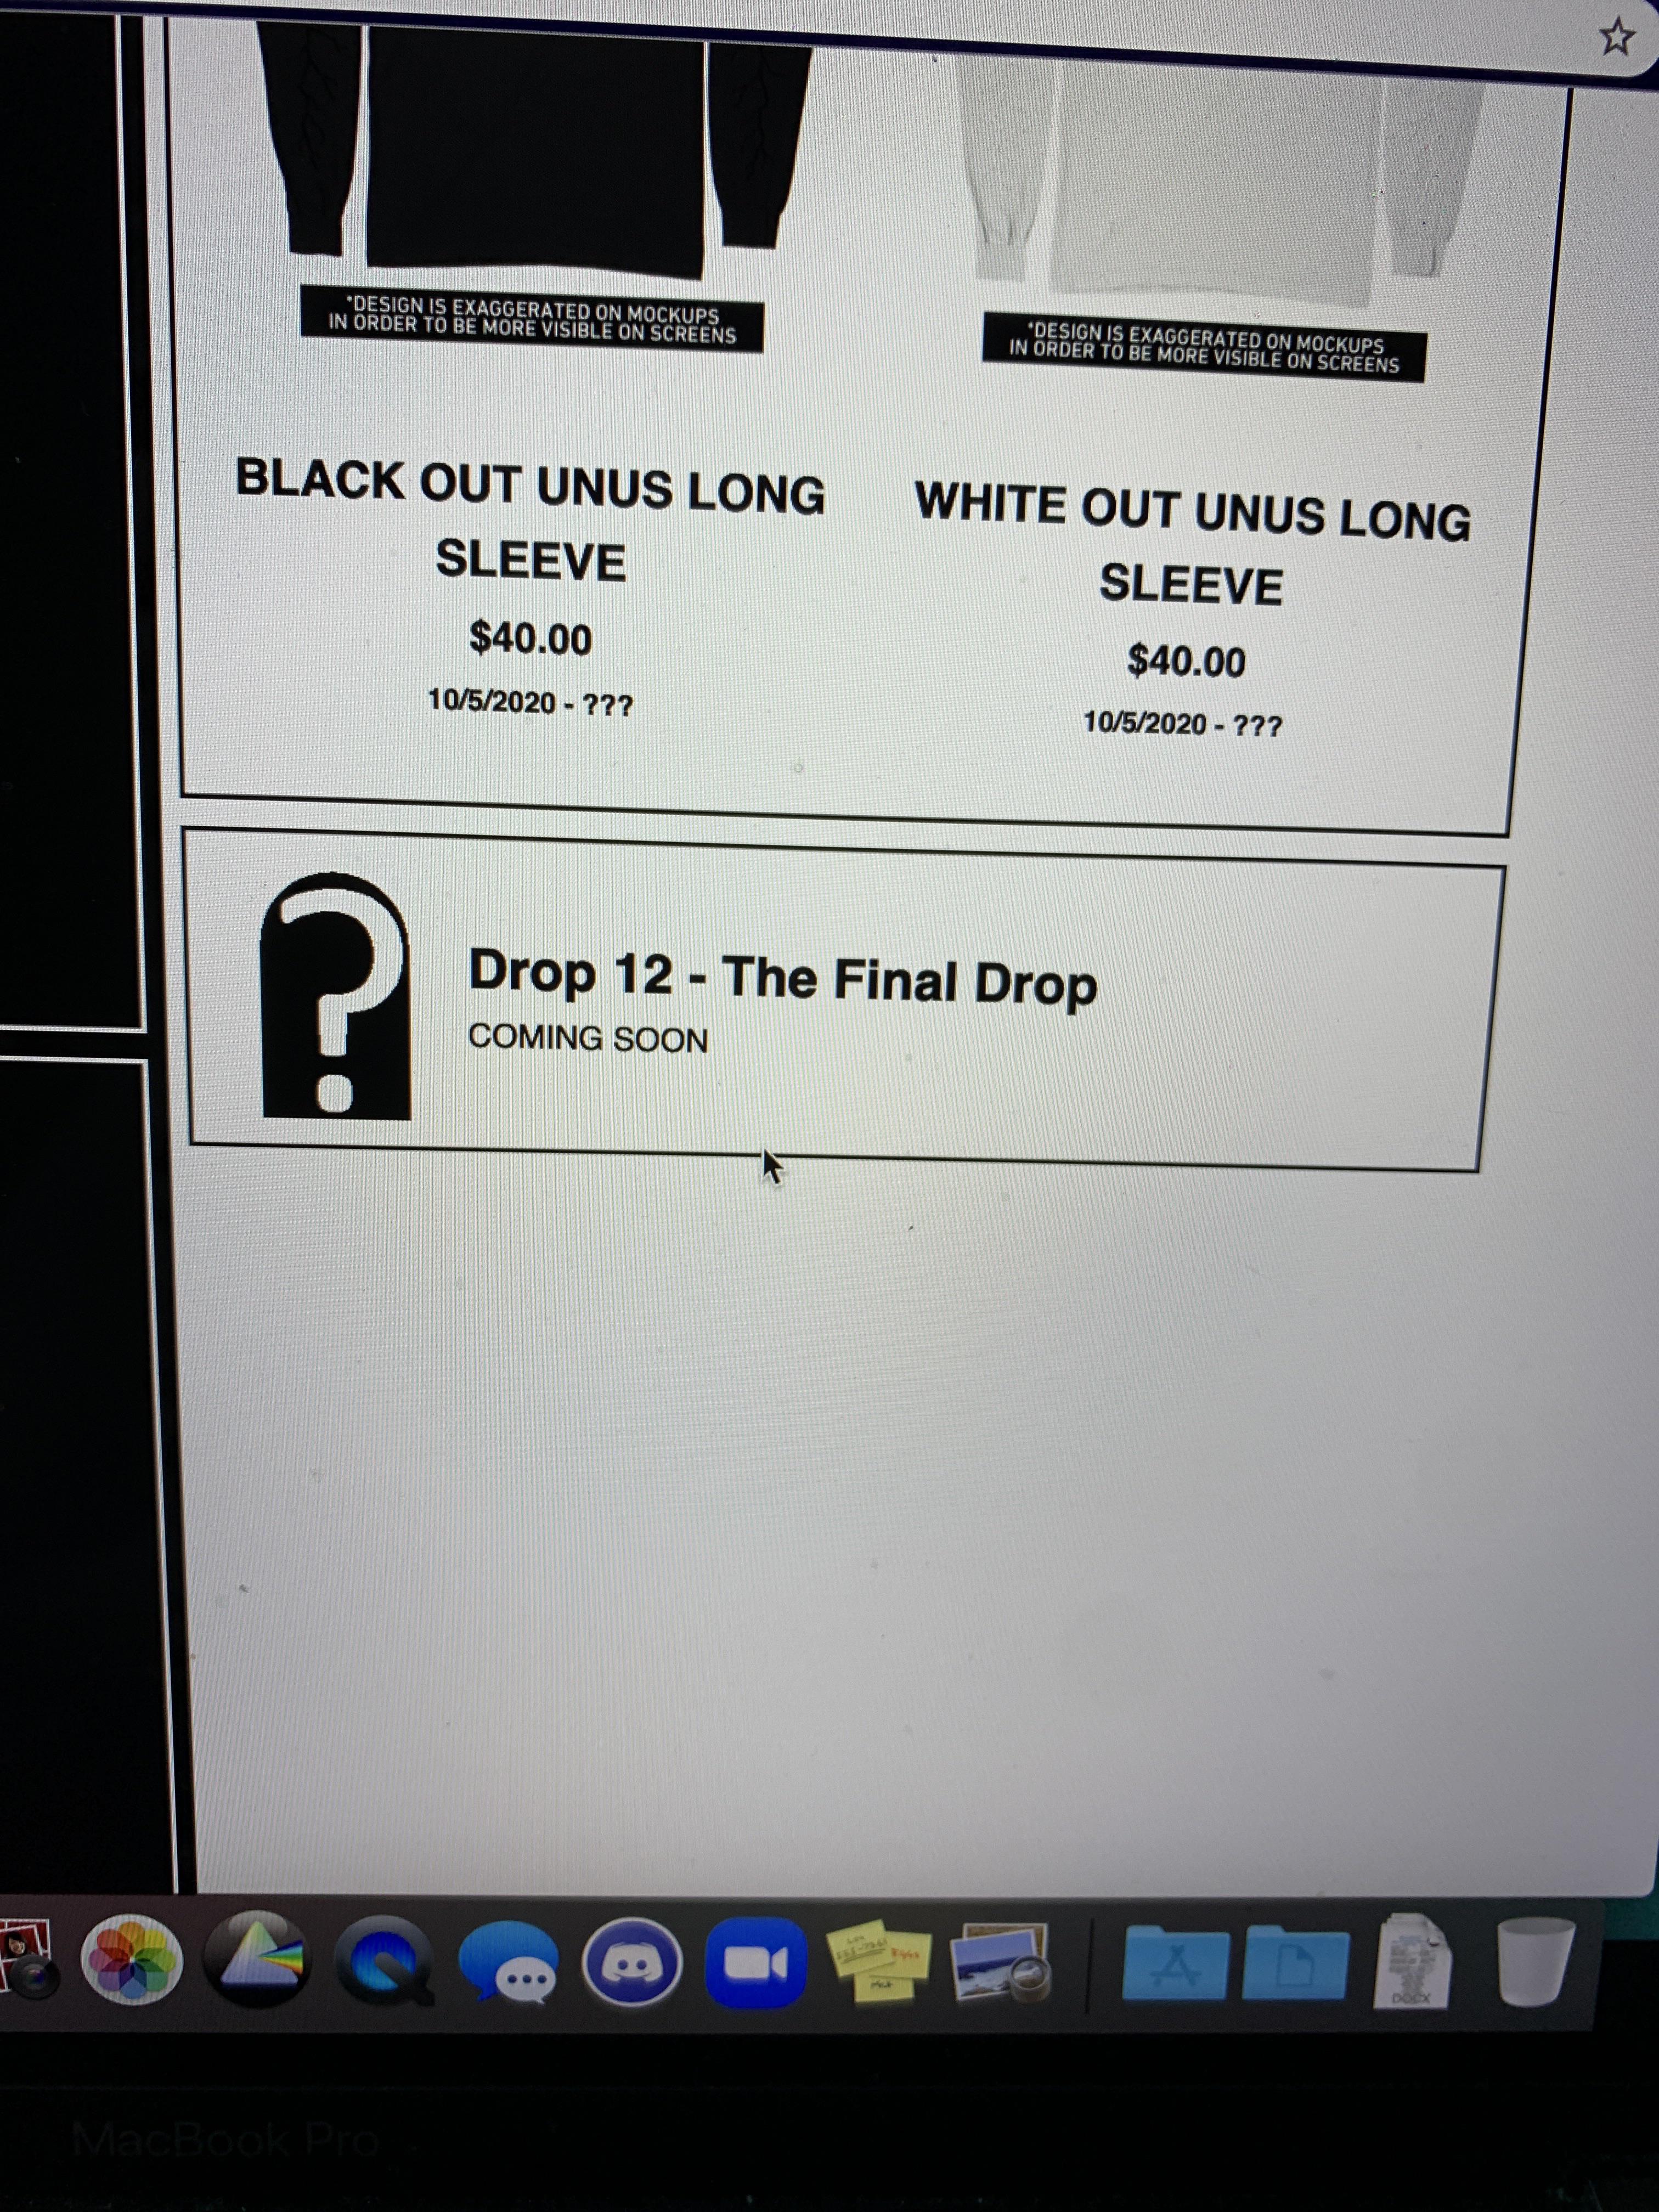 *DESIGN IS EXAGGERATED ON MOCKUPS
IN ORDER TO BE MORE VISIBLE ON SCREENS
*DESIGN IS EXAGGERATED ON MOCKUPS
IN ORDER TO BE MORE VISIBLE ON SCREENS
BLACK OUT UNUS LONG
SLEEVE
$40.00
10/5/2020 - ???
WHITE OUT UNUS LONG
SLEEVE
$40.00
10/5/2020 - ???
?
Drop 12 - The Final Drop
COMING SOON
DOCX
MacBook Pro